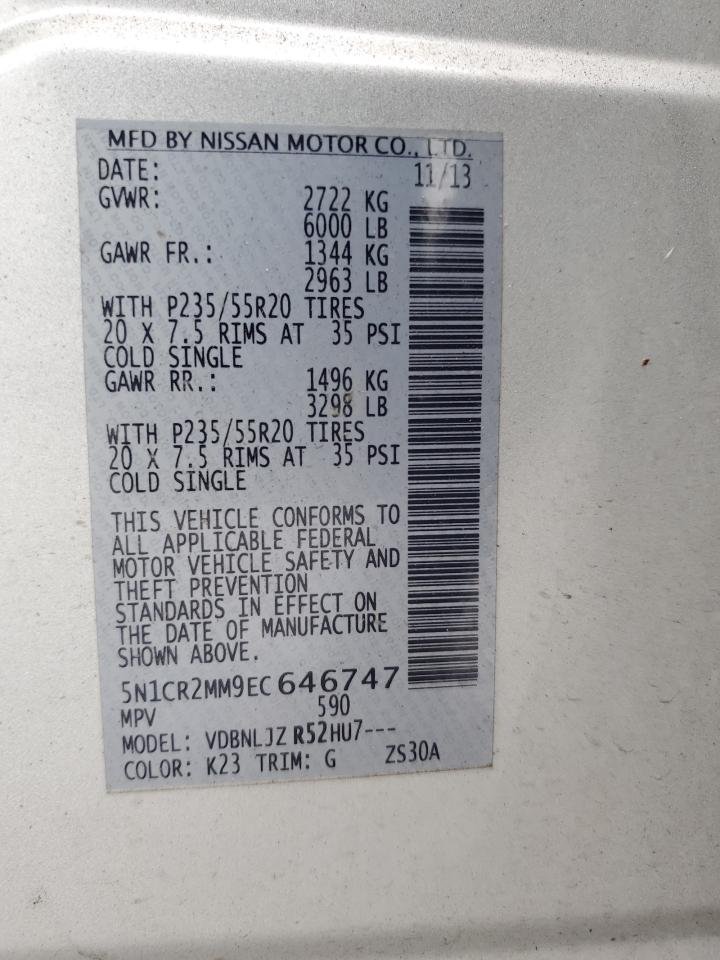 MFD BY NISSAN MOTOR CO., LTD.
DATE: 11/13
GVWR: 2722 KG
6000 LB
GAWR FR.: 1344 KG
2963 LB
WITH P235/55R20 TIRES
20 X 7.5 RIMS AT 35 PSI
COLD SINGLE
GAWR RR.: 1496 KG
3298 LB
WITH P235/55R20 TIRES
20 X 7.5 RIMS AT 35 PSI
COLD SINGLE
THIS VEHICLE CONFORMS TO
ALL APPLICABLE FEDERAL
MOTOR VEHICLE SAFETY AND
THEFT PREVENTION
STANDARDS IN EFFECT ON
THE DATE OF MANUFACTURE
SHOWN ABOVE.
5N1CR2MM9EC646747
MPV 590
MODEL: VDBNLJZ R52HU7---
COLOR: K23 TRIM: G ZS30A